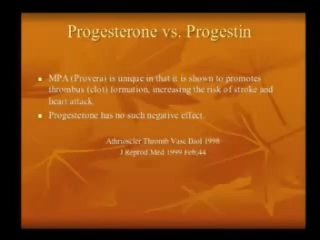 Progesterone vs. Progestin
MPA (Provera) is unique in that it is shown to promotes
thrombus (clot) formation, increasing the risk of stroke and
heart attack.
Progesterone has no such negative effect.
Athrioscler Thromb Vasc Biol 1998
J Reprod Med 1999 Feb;44